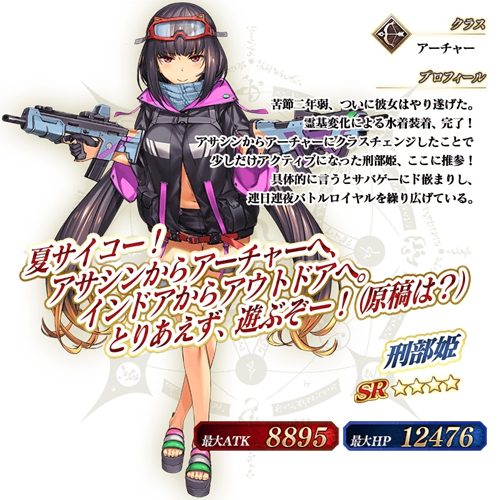 クラス
アーチャー
プロフィール
苦節二年弱、ついに彼女はやり遂げた。
霊基変化による水着装着、完了！
アサシンからアーチャーにクラスチェンジしたことで
少しだけアクティブになった刑部姫、ここに推参！
具体的に言うとサバゲーにド嵌まりし、
連日連夜バトルロイヤルを繰り広げている。
夏サイコー！
アサシンからアーチャーへ
インドアからアウトドアへ。
とりあえず、遊ぶぞー！（原稿は？）
刑部姫
SR
最大ATK 8895
最大HP 12476